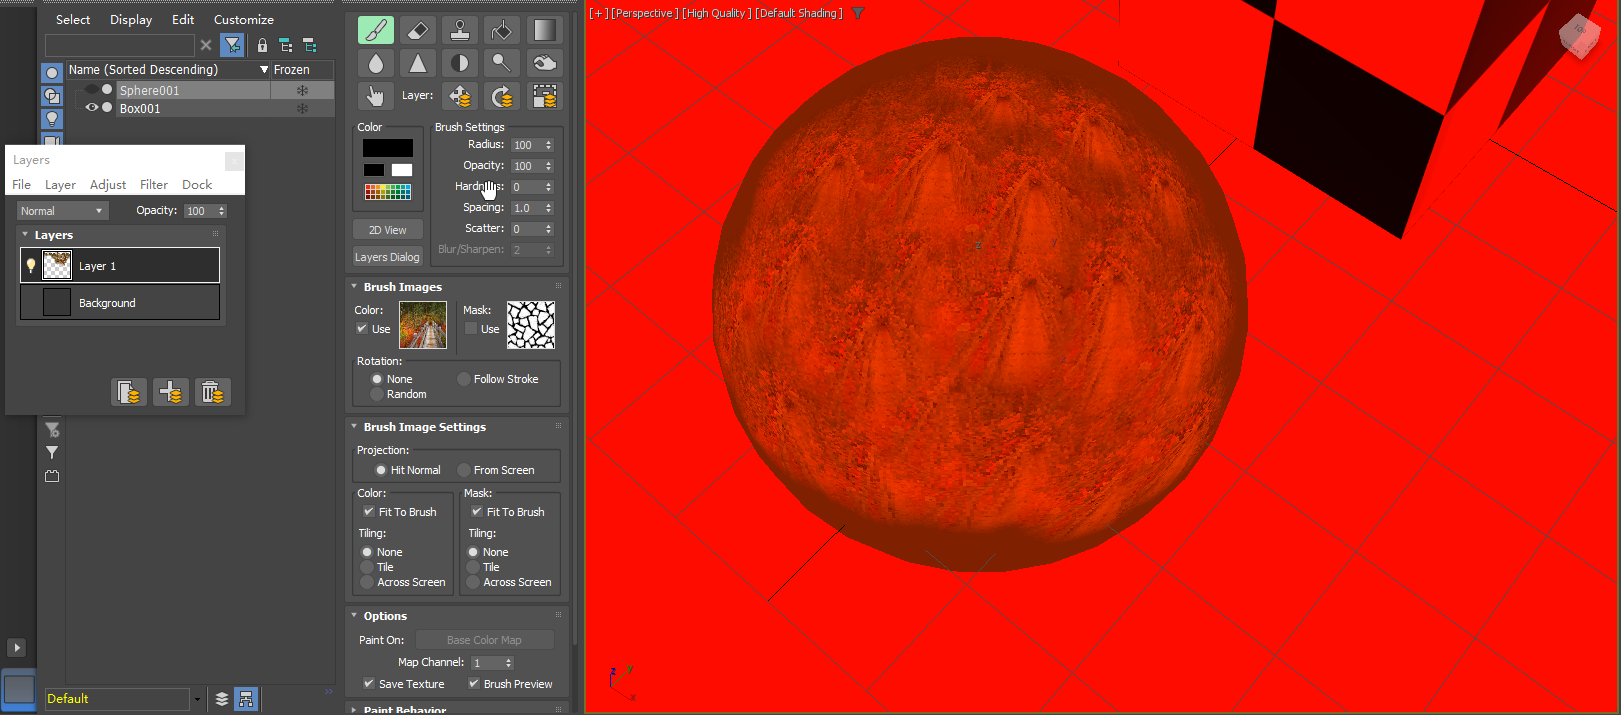 Select Display Edit Customize
Name (Sorted Descending) Frozen
Sphere001
Box001
Layers
File Layer Adjust Filter Dock
Normal Opacity: 100
Layers
Layer 1
Background
Default
Layer:
Color
2D View
Layers Dialog
Brush Settings
Radius: 100
Opacity: 100
Spacing: 1.0
Scatter: 0
Blur/Sharpen: 2
Brush Images
Color: Mask:
Use Use
Rotation:
None Follow Stroke
Random
Brush Image Settings
Projection:
Hit Normal From Screen
Color: Mask:
Fit To Brush Fit To Brush
Tiling: Tiling:
None None
Tile Tile
Across Screen Across Screen
Options
Paint On: Base Color Map
Map Channel: 1
Save Texture Brush Preview
Paint Behavior
[+] [Perspective] [High Quality] [Default Shading]
z
y
x